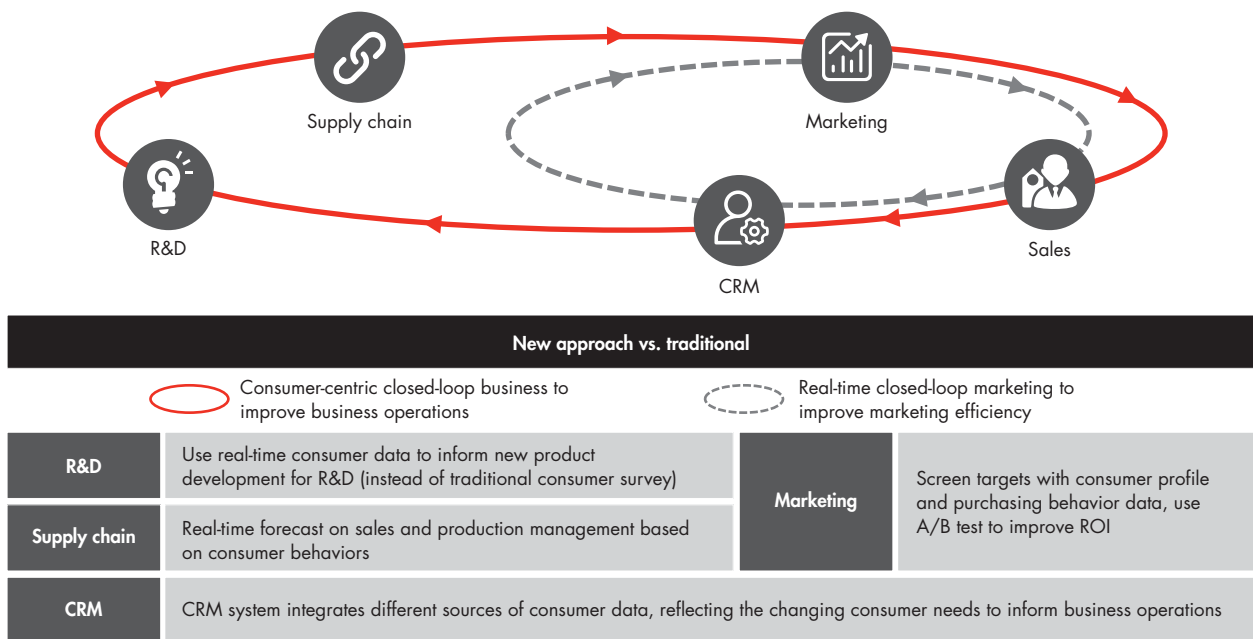 Supply chain
Marketing
R&D
Sales
CRM
New approach vs. traditional
Consumer-centric closed-loop business to
improve business operations
Real-time closed-loop marketing to
improve marketing efficiency
R&D
Use real-time consumer data to inform new product
development for R&D (instead of traditional consumer survey)
Supply chain
Real-time forecast on sales and production management based
on consumer behaviors
Marketing
Screen targets with consumer profile
and purchasing behavior data, use
A/B test to improve ROI
CRM
CRM system integrates different sources of consumer data, reflecting the changing consumer needs to inform business operations